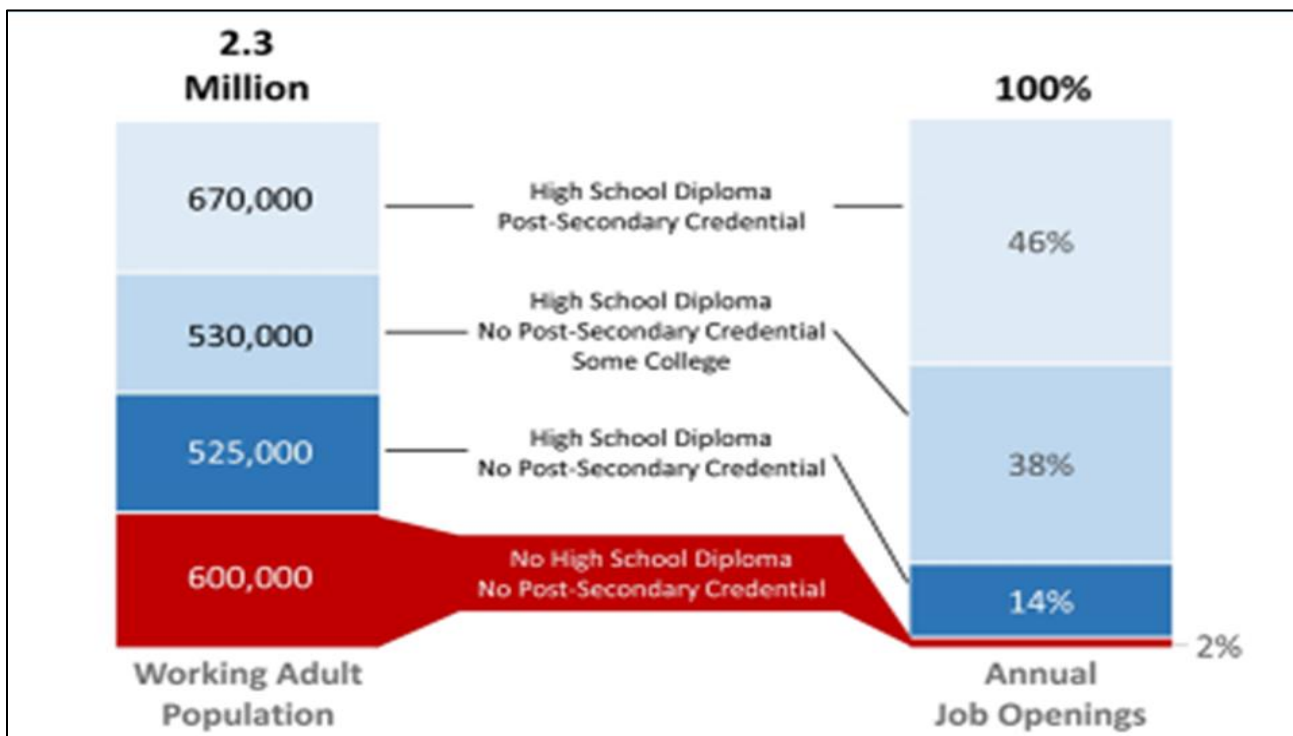 2.3
Million
100%
670,000
High School Diploma
Post-Secondary Credential
46%
530,000
High School Diploma
No Post-Secondary Credential
Some College
38%
525,000
High School Diploma
No Post-Secondary Credential
14%
600,000
No High School Diploma
No Post-Secondary Credential
2%
Working Adult
Population
Annual
Job Openings